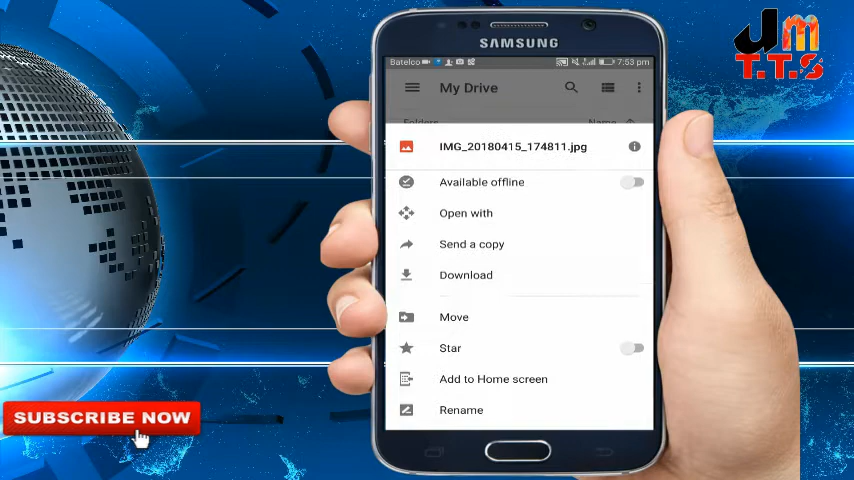 JM
T.T.S
SAMSUNG
Batelco 7:53 pm
My Drive
IMG_20180415_174811.jpg
Available offline
Open with
Send a copy
Download
Move
Star
Add to Home screen
Rename
SUBSCRIBE NOW